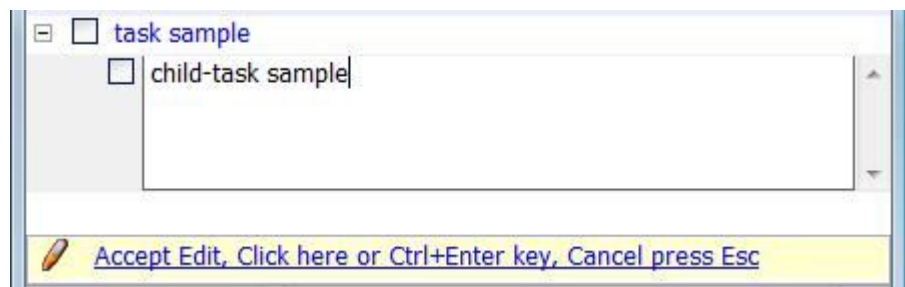 task sample
child-task sample
Accept Edit, Click here or Ctrl+Enter key, Cancel press Esc